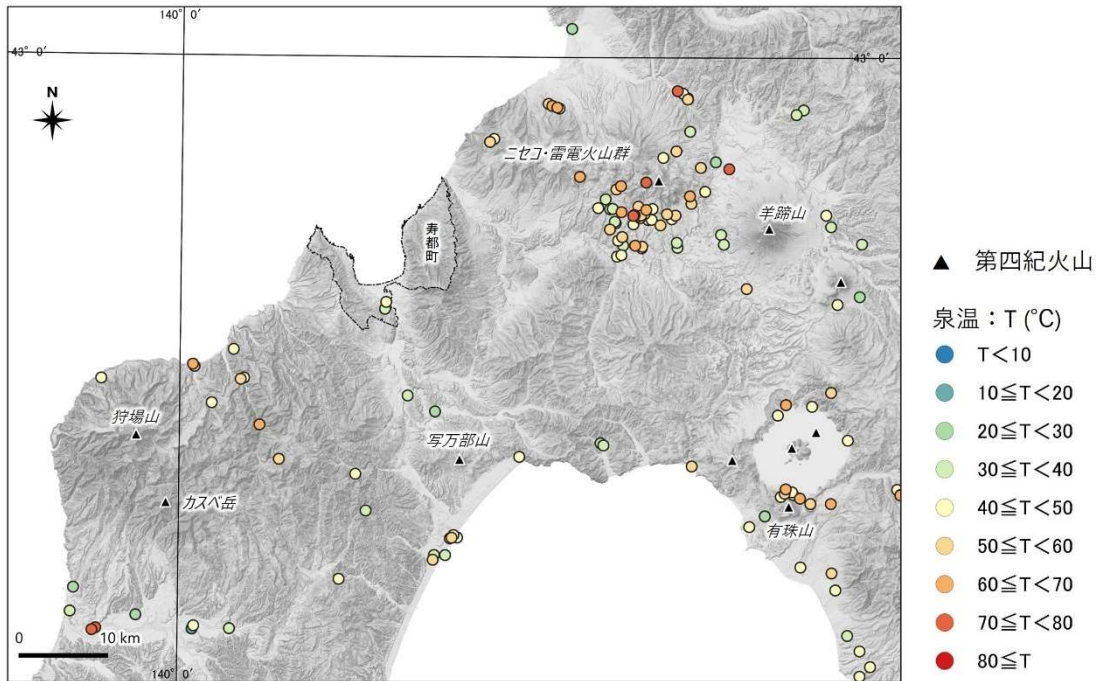 140° 0′
43° 0′
43° 0′
N
ニセコ・雷電火山群
羊蹄山
寿都町
狩場山
写万部山
カスベ岳
有珠山
0 10 km
140° 0′
▲ 第四紀火山
泉温：T (℃)
T＜10
10≦T＜20
20≦T＜30
30≦T＜40
40≦T＜50
50≦T＜60
60≦T＜70
70≦T＜80
80≦T